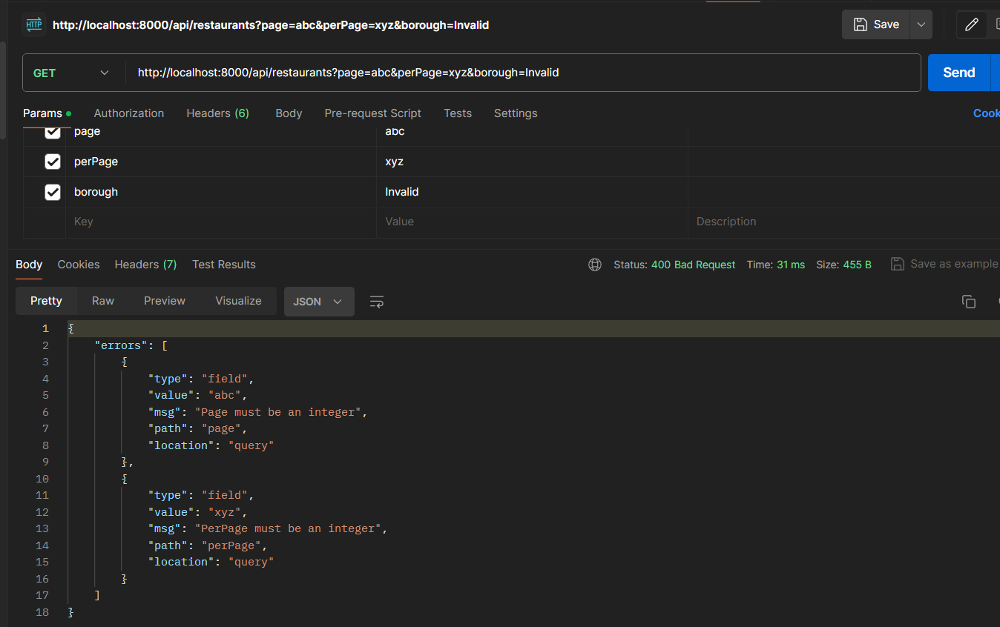 HTTP http://localhost:8000/api/restaurants?page=abc&perPage=xyz&borough=Invalid Save
GET http://localhost:8000/api/restaurants?page=abc&perPage=xyz&borough=Invalid Send
Params Authorization Headers (6) Body Pre-request Script Tests Settings Cook
page abc
perPage xyz
borough Invalid
Key Value Description
Body Cookies Headers (7) Test Results Status: 400 Bad Request Time: 31 ms Size: 455 B Save as example
Pretty Raw Preview Visualize JSON
1 {
2 "errors": [
3 {
4 "type": "field",
5 "value": "abc",
6 "msg": "Page must be an integer",
7 "path": "page",
8 "location": "query"
9 },
10 {
11 "type": "field",
12 "value": "xyz",
13 "msg": "PerPage must be an integer",
14 "path": "perPage",
15 "location": "query"
16 }
17 ]
18 }